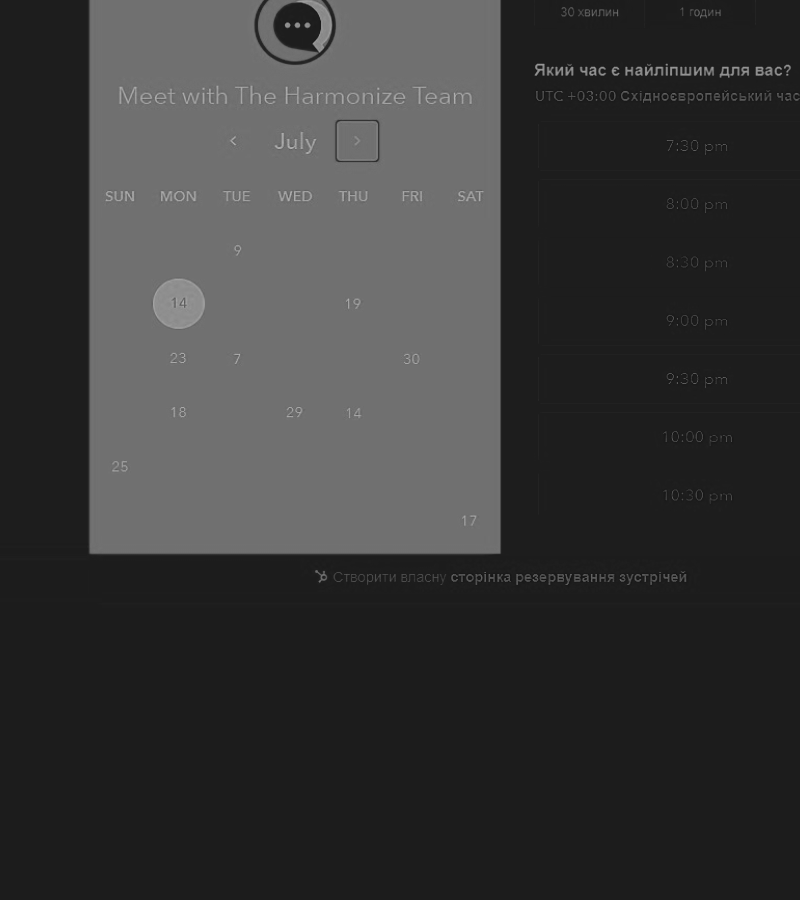 30 хвилин 1 годин
Meet with The Harmonize Team
July
SUN MON TUE WED THU FRI SAT
9
14 19
23 7 30
18 29 14
25
17
Який час є найліпшим для вас?
UTC +03:00 Східноєвропейський час
7:30 pm
8:00 pm
8:30 pm
9:00 pm
9:30 pm
10:00 pm
10:30 pm
Створити власну сторінка резервування зустрічей